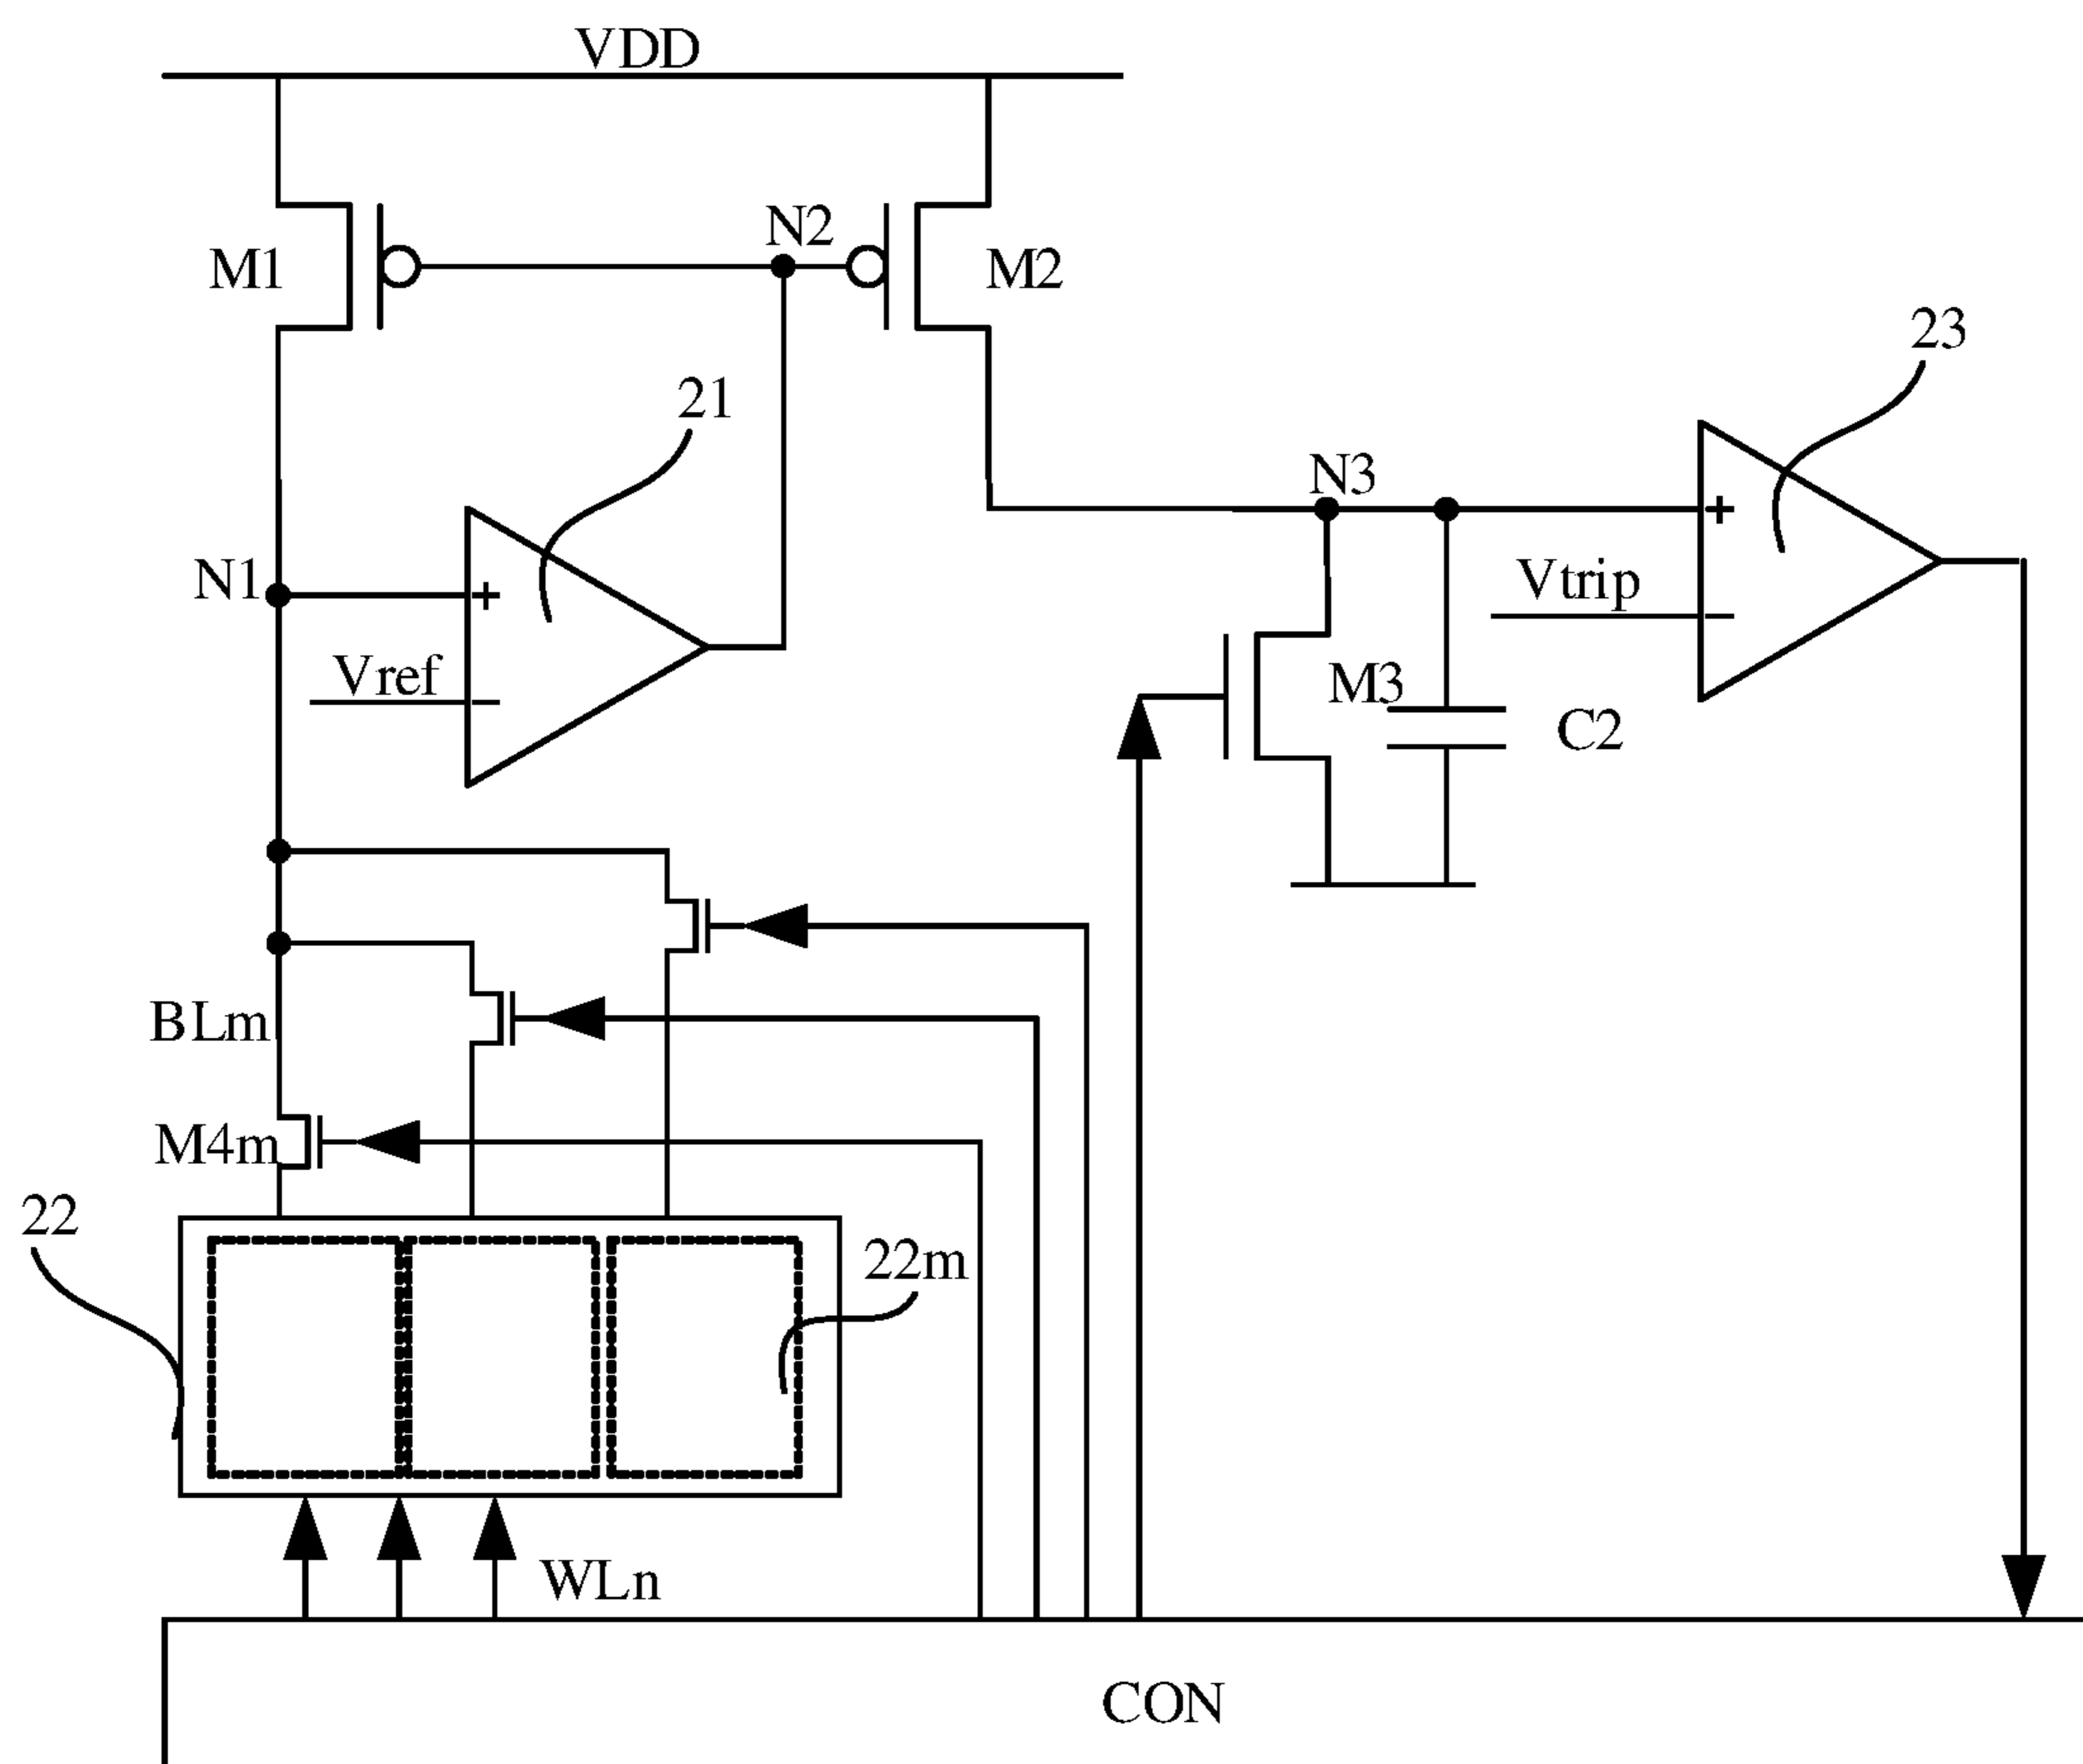 VDD
N2
M1
M2
23
21
N3
N1
+
+
Vtrip
−
Vref
−
M3
C2
BLm
M4m
22
22m
WLn
CON